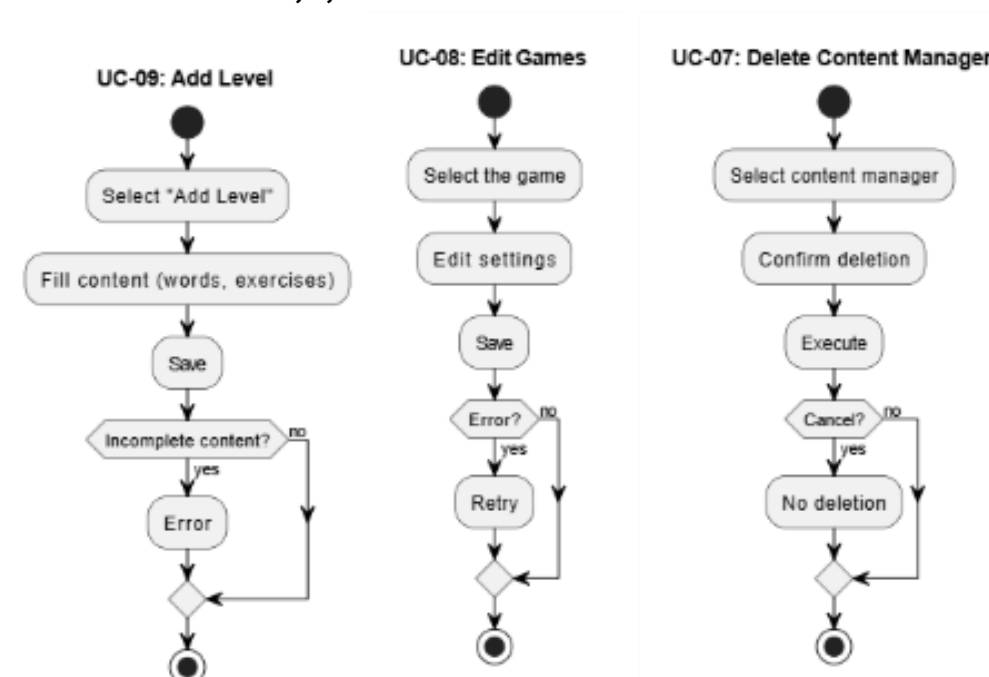 UC-09: Add Level
Select "Add Level"
Fill content (words, exercises)
Save
Incomplete content?
no
yes
Error
UC-08: Edit Games
Select the game
Edit settings
Save
Error?
no
yes
Retry
UC-07: Delete Content Manager
Select content manager
Confirm deletion
Execute
Cancel?
no
yes
No deletion